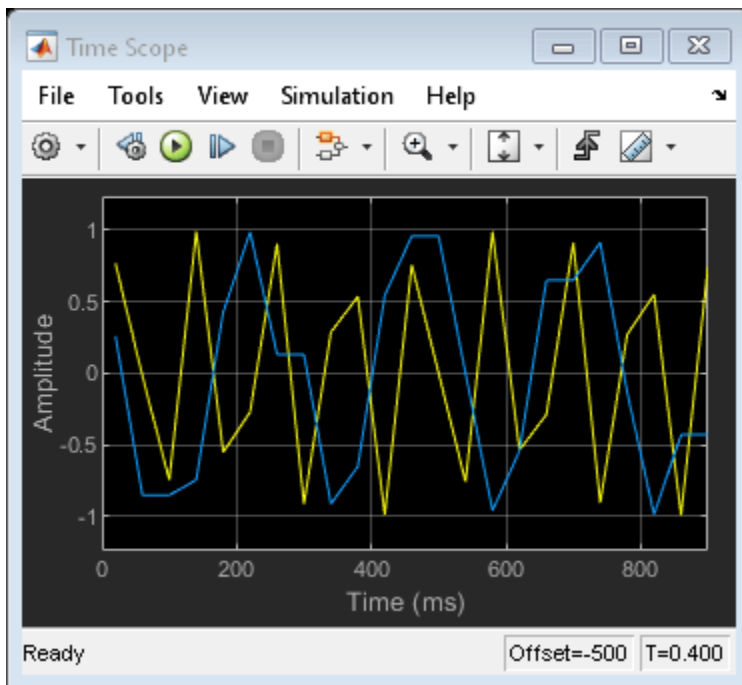 Time Scope
File Tools View Simulation Help
1
0.5
0
-0.5
-1
Amplitude
0 200 400 600 800
Time (ms)
Ready Offset=-500 T=0.400